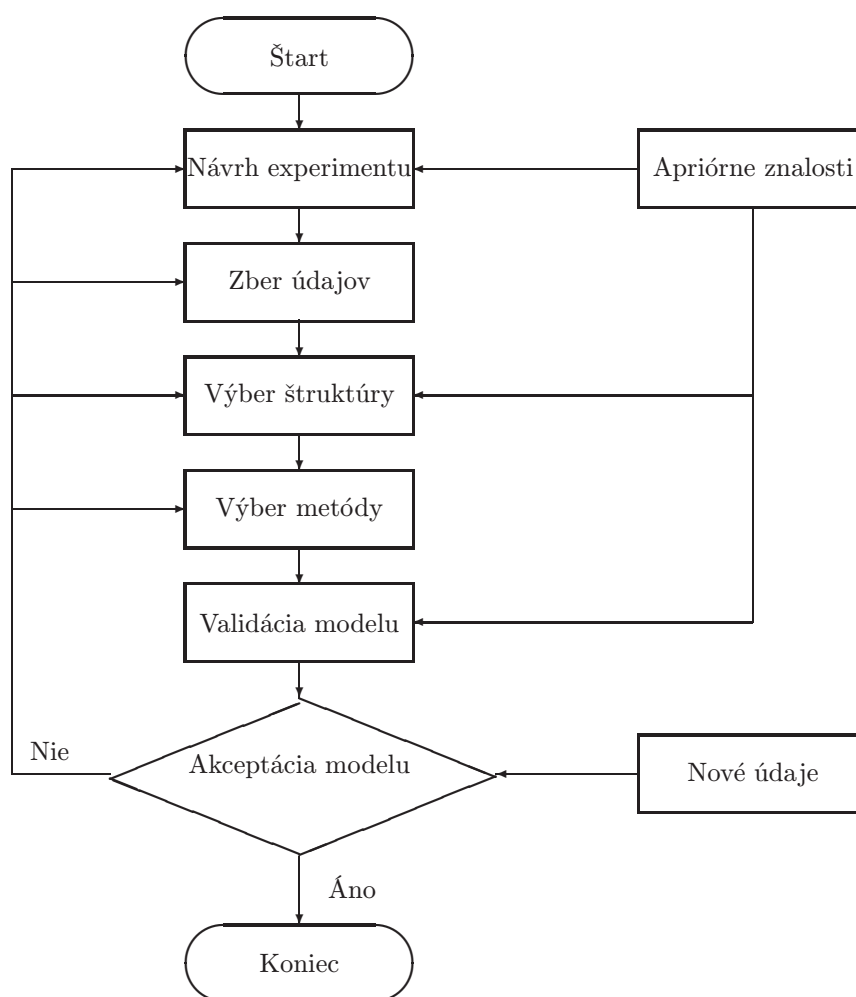 Štart
Návrh experimentu
Apriórne znalosti
Zber údajov
Výber štruktúry
Výber metódy
Validácia modelu
Nie
Akceptácia modelu
Nové údaje
Áno
Koniec